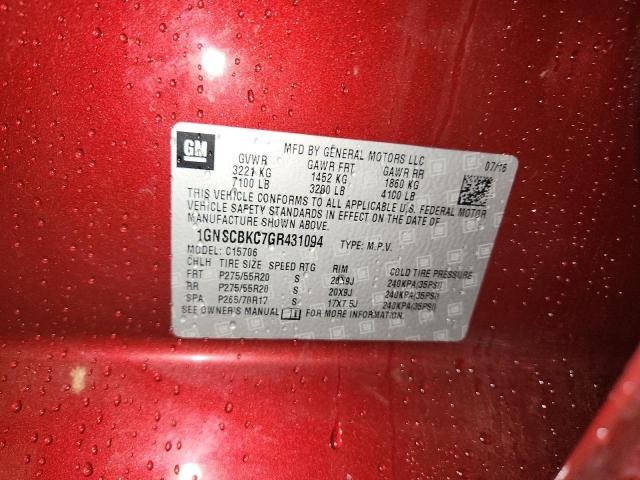 GM
MFD BY GENERAL MOTORS LLC
07/16
GVWR GAWR FRT GAWR RR
3221 KG 1452 KG 1860 KG
7100 LB 3200 LB 4100 LB
THIS VEHICLE CONFORMS TO ALL APPLICABLE U.S. FEDERAL MOTOR
VEHICLE SAFETY STANDARDS IN EFFECT ON THE DATE OF
MANUFACTURE SHOWN ABOVE.
1GNSCBKC7GR431094 TYPE: M.P.V.
MODEL: C15706
CHLH TIRE SIZE SPEED RTG RIM COLD TIRE PRESSURE
FRT P275/55R20 S 20X9J 240KPA(35PSI)
RR P275/55R20 S 20X9J 240KPA(35PSI)
SPA P265/70R17 S 17X7.5J 240KPA(35PSI)
SEE OWNER'S MANUAL FOR MORE INFORMATION.